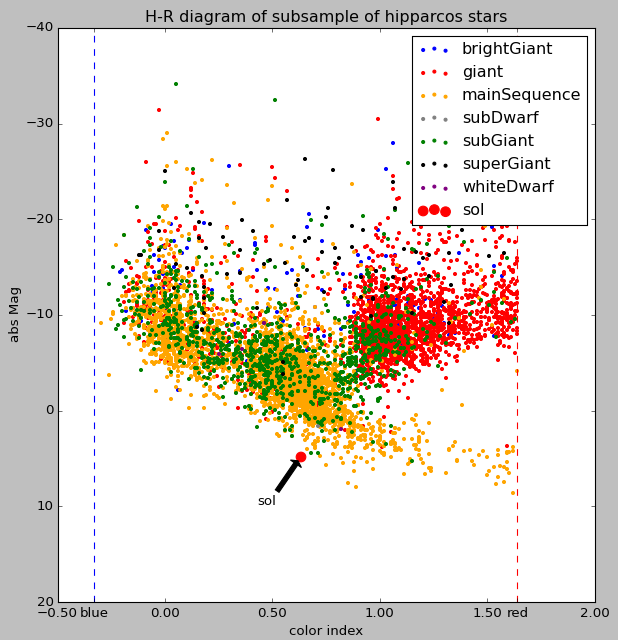 H-R diagram of subsample of hipparcos stars
−40
−30
−20
−10
0
10
20
abs Mag
brightGiant
giant
mainSequence
subDwarf
subGiant
superGiant
whiteDwarf
sol
sol
−0.50 blue 0.00 0.50 1.00 1.50 red 2.00
color index